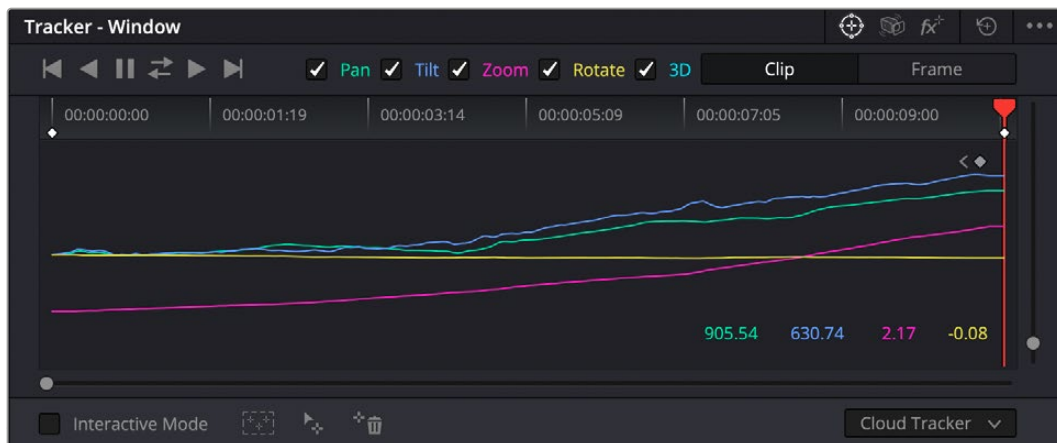 Tracker - Window
fx
Pan Tilt Zoom Rotate 3D Clip Frame
00:00:00:00 00:00:01:19 00:00:03:14 00:00:05:09 00:00:07:05 00:00:09:00
905.54 630.74 2.17 -0.08
Interactive Mode Cloud Tracker